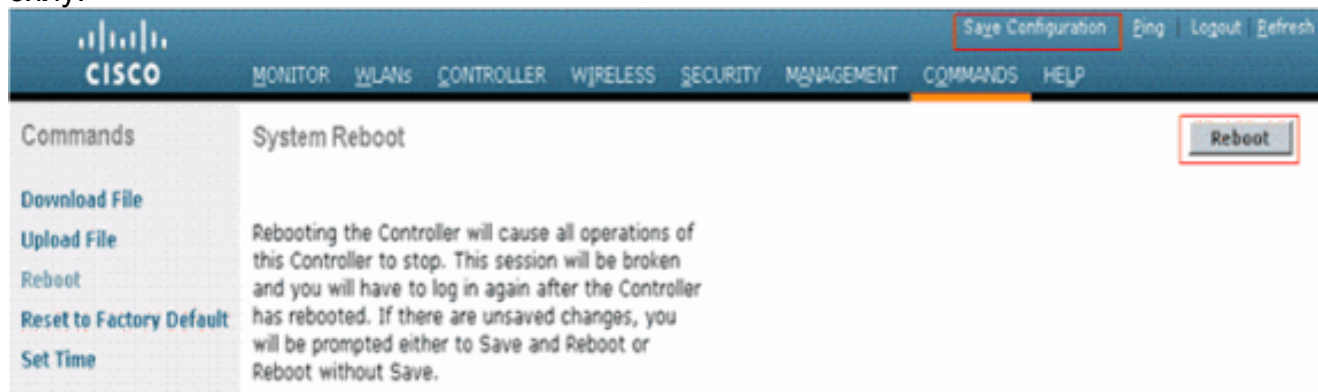 Save Configuration Ping Logout Refresh
CISCO
MONITOR WLANs CONTROLLER WIRELESS SECURITY MANAGEMENT COMMANDS HELP
Commands
Download File
Upload File
Reboot
Reset to Factory Default
Set Time
System Reboot
Reboot
Rebooting the Controller will cause all operations of
this Controller to stop. This session will be broken
and you will have to log in again after the Controller
has rebooted. If there are unsaved changes, you
will be prompted either to Save and Reboot or
Reboot without Save.